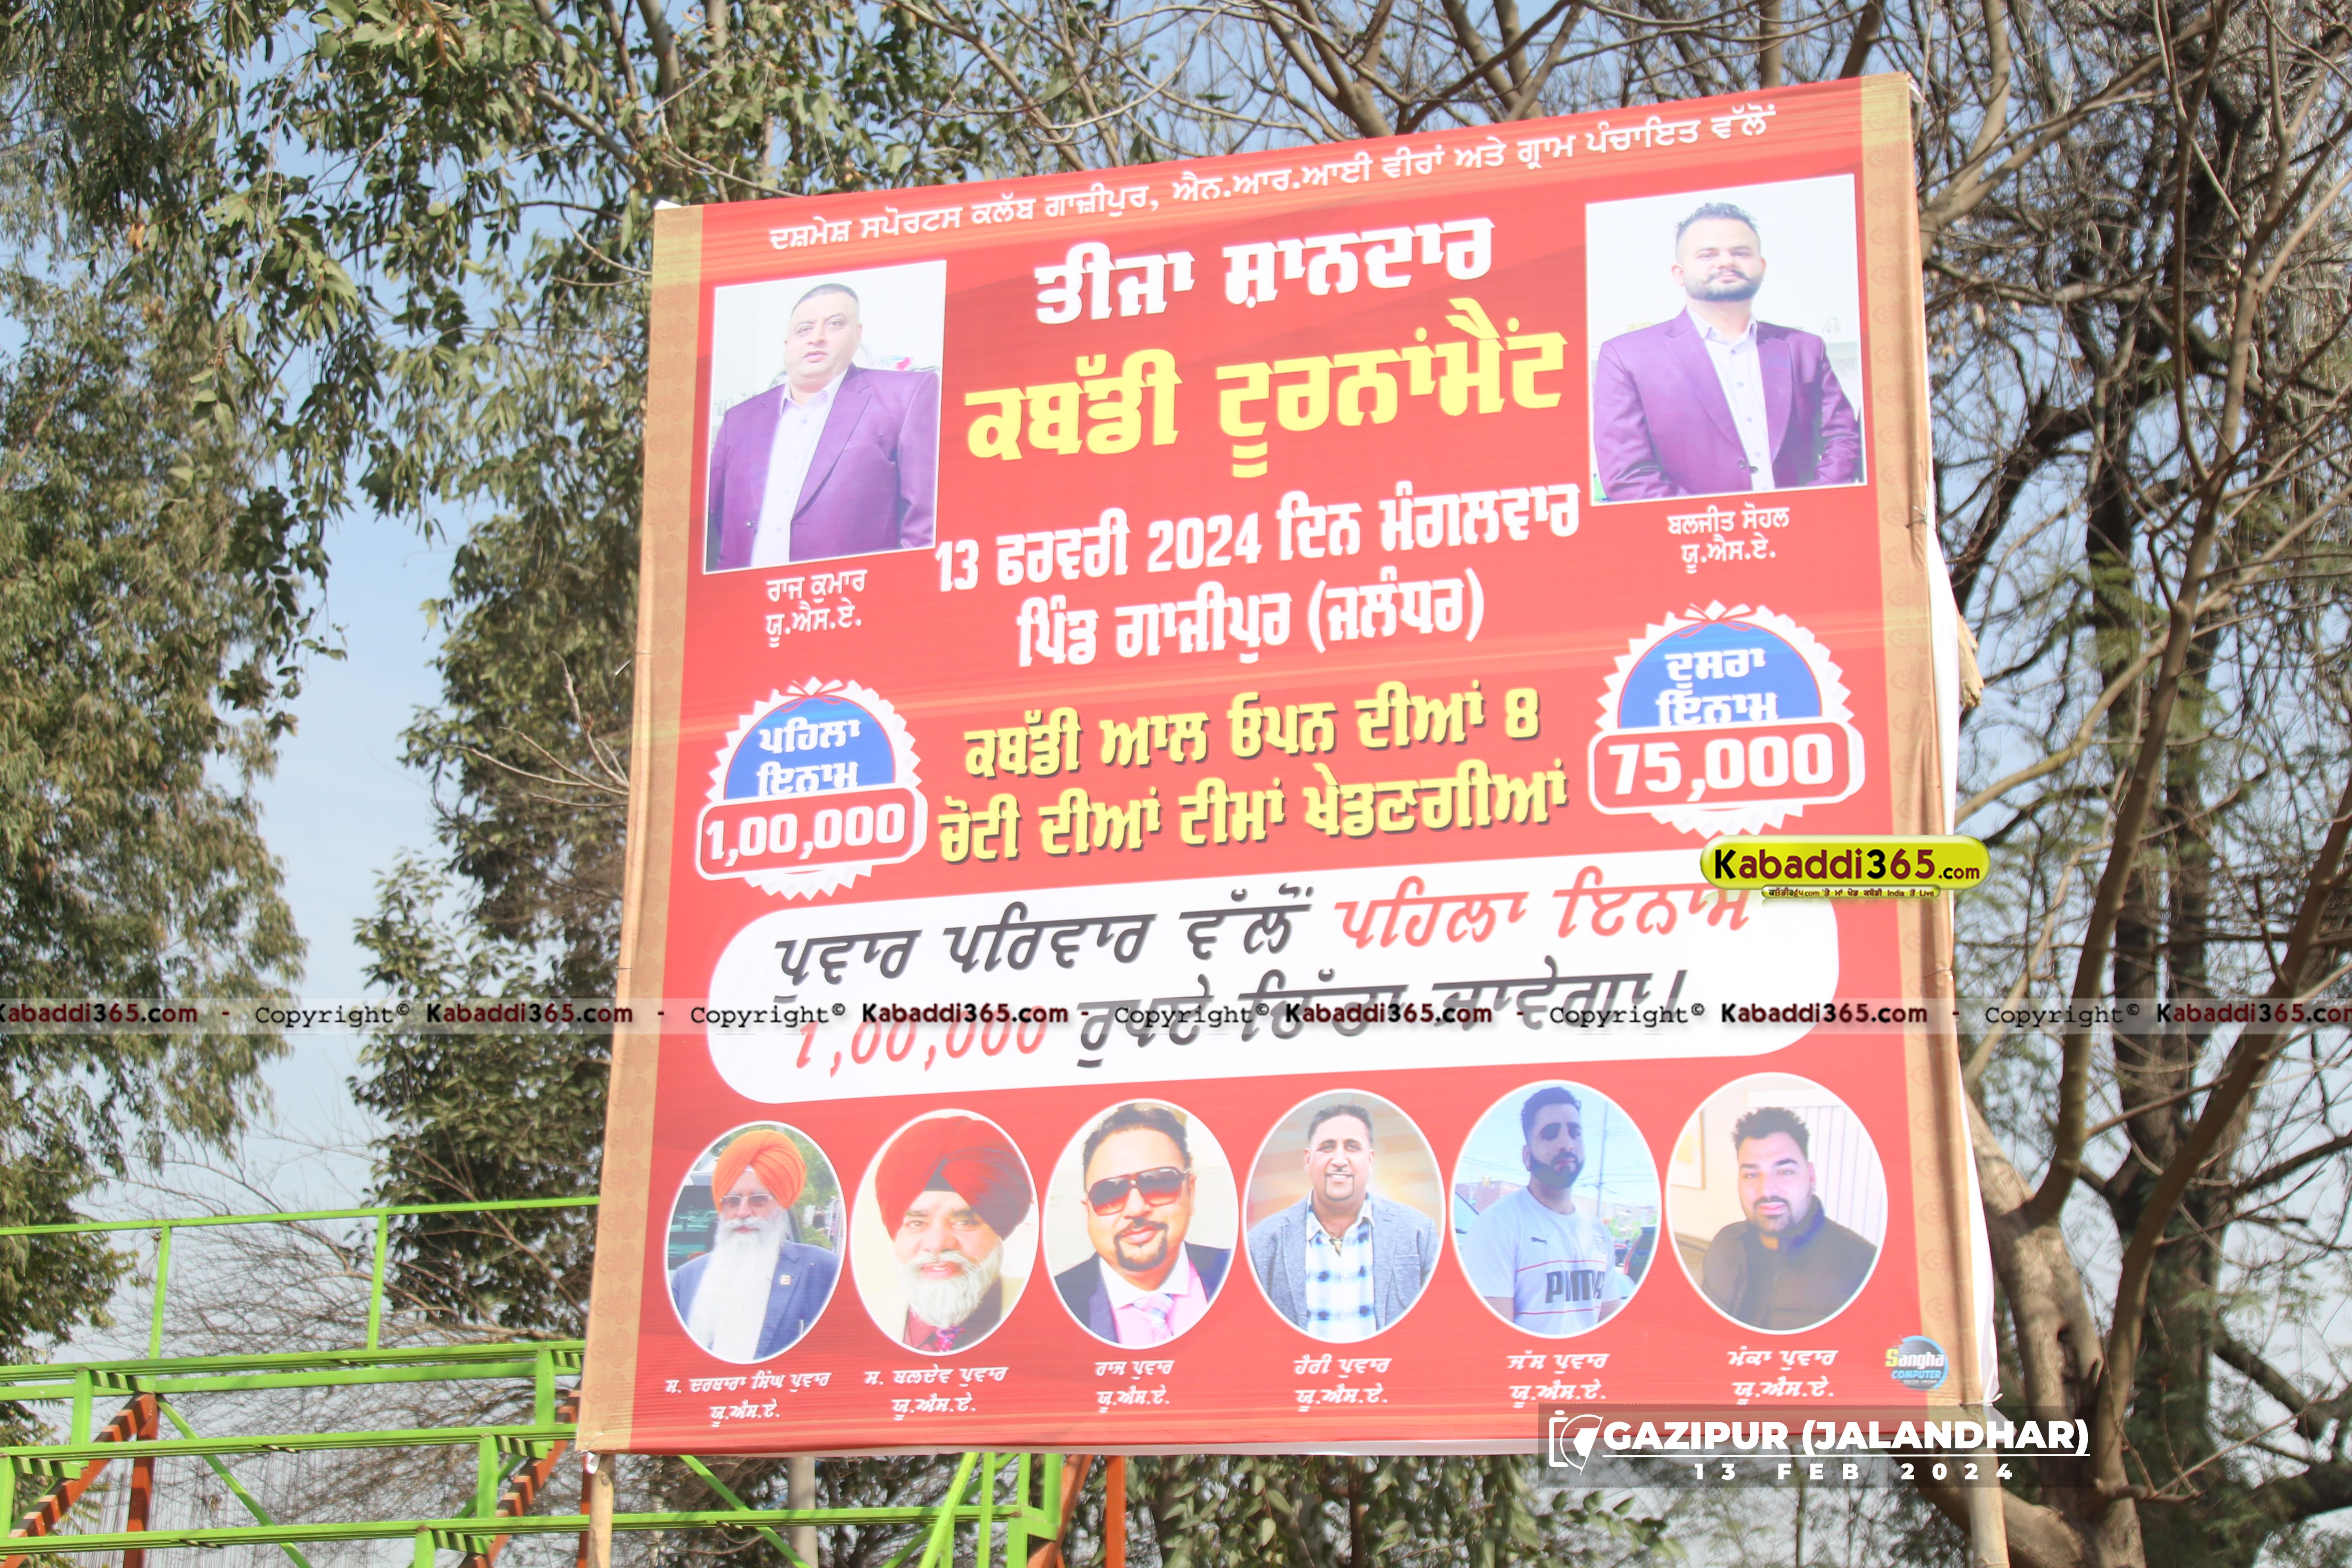 ਦਸ਼ਮੇਸ਼ ਸਪੋਰਟਸ ਕਲੱਬ ਗਾਜ਼ੀਪੁਰ, ਐਨ.ਆਰ.ਆਈ ਵੀਰਾਂ ਅਤੇ ਗ੍ਰਾਮ ਪੰਚਾਇਤ ਵੱਲੋਂ
ਤੀਜਾ ਸ਼ਾਨਦਾਰ
ਕਬੱਡੀ ਟੂਰਨਾਂਮੈਂਟ
13 ਫਰਵਰੀ 2024 ਦਿਨ ਮੰਗਲਵਾਰ
ਪਿੰਡ ਗਾਜੀਪੁਰ (ਜਲੰਧਰ)
ਰਾਜ ਕੁਮਾਰ
ਯੂ.ਐਸ.ਏ.
ਬਲਜੀਤ ਸੋਹਲ
ਯੂ.ਐਸ.ਏ.
ਪਹਿਲਾ
ਇਨਾਮ
1,00,000
ਕਬੱਡੀ ਆਲ ਓਪਨ ਦੀਆਂ 8
ਚੋਟੀ ਦੀਆਂ ਟੀਮਾਂ ਖੇਡਣਗੀਆਂ
ਦੂਸਰਾ
ਇਨਾਮ
75,000
Kabaddi365.com
ਪੁਵਾਰ ਪਰਿਵਾਰ ਵੱਲੋਂ ਪਹਿਲਾ ਇਨਾਮ
1,00,000 ਰੁਪਏ ਦਿੱਤਾ ਜਾਵੇਗਾ।
Kabaddi365.com - Copyright© Kabaddi365.com - Copyright© Kabaddi365.com - Copyright© Kabaddi365.com - Copyright© Kabaddi365.com - Copyright© Kabaddi365.com
ਸ. ਦਰਬਾਰਾ ਸਿੰਘ ਪੁਵਾਰ
ਯੂ.ਐਸ.ਏ.
ਸ. ਬਲਦੇਵ ਪੁਵਾਰ
ਯੂ.ਐਸ.ਏ.
ਰਾਜ ਪੁਵਾਰ
ਯੂ.ਐਸ.ਏ.
ਹੈਰੀ ਪੁਵਾਰ
ਯੂ.ਐਸ.ਏ.
ਜੱਸ ਪੁਵਾਰ
ਯੂ.ਐਸ.ਏ.
ਮੰਕਾ ਪੁਵਾਰ
ਯੂ.ਐਸ.ਏ.
PUMA
Sangha
COMPUTER
GAZIPUR (JALANDHAR)
13 FEB 2024